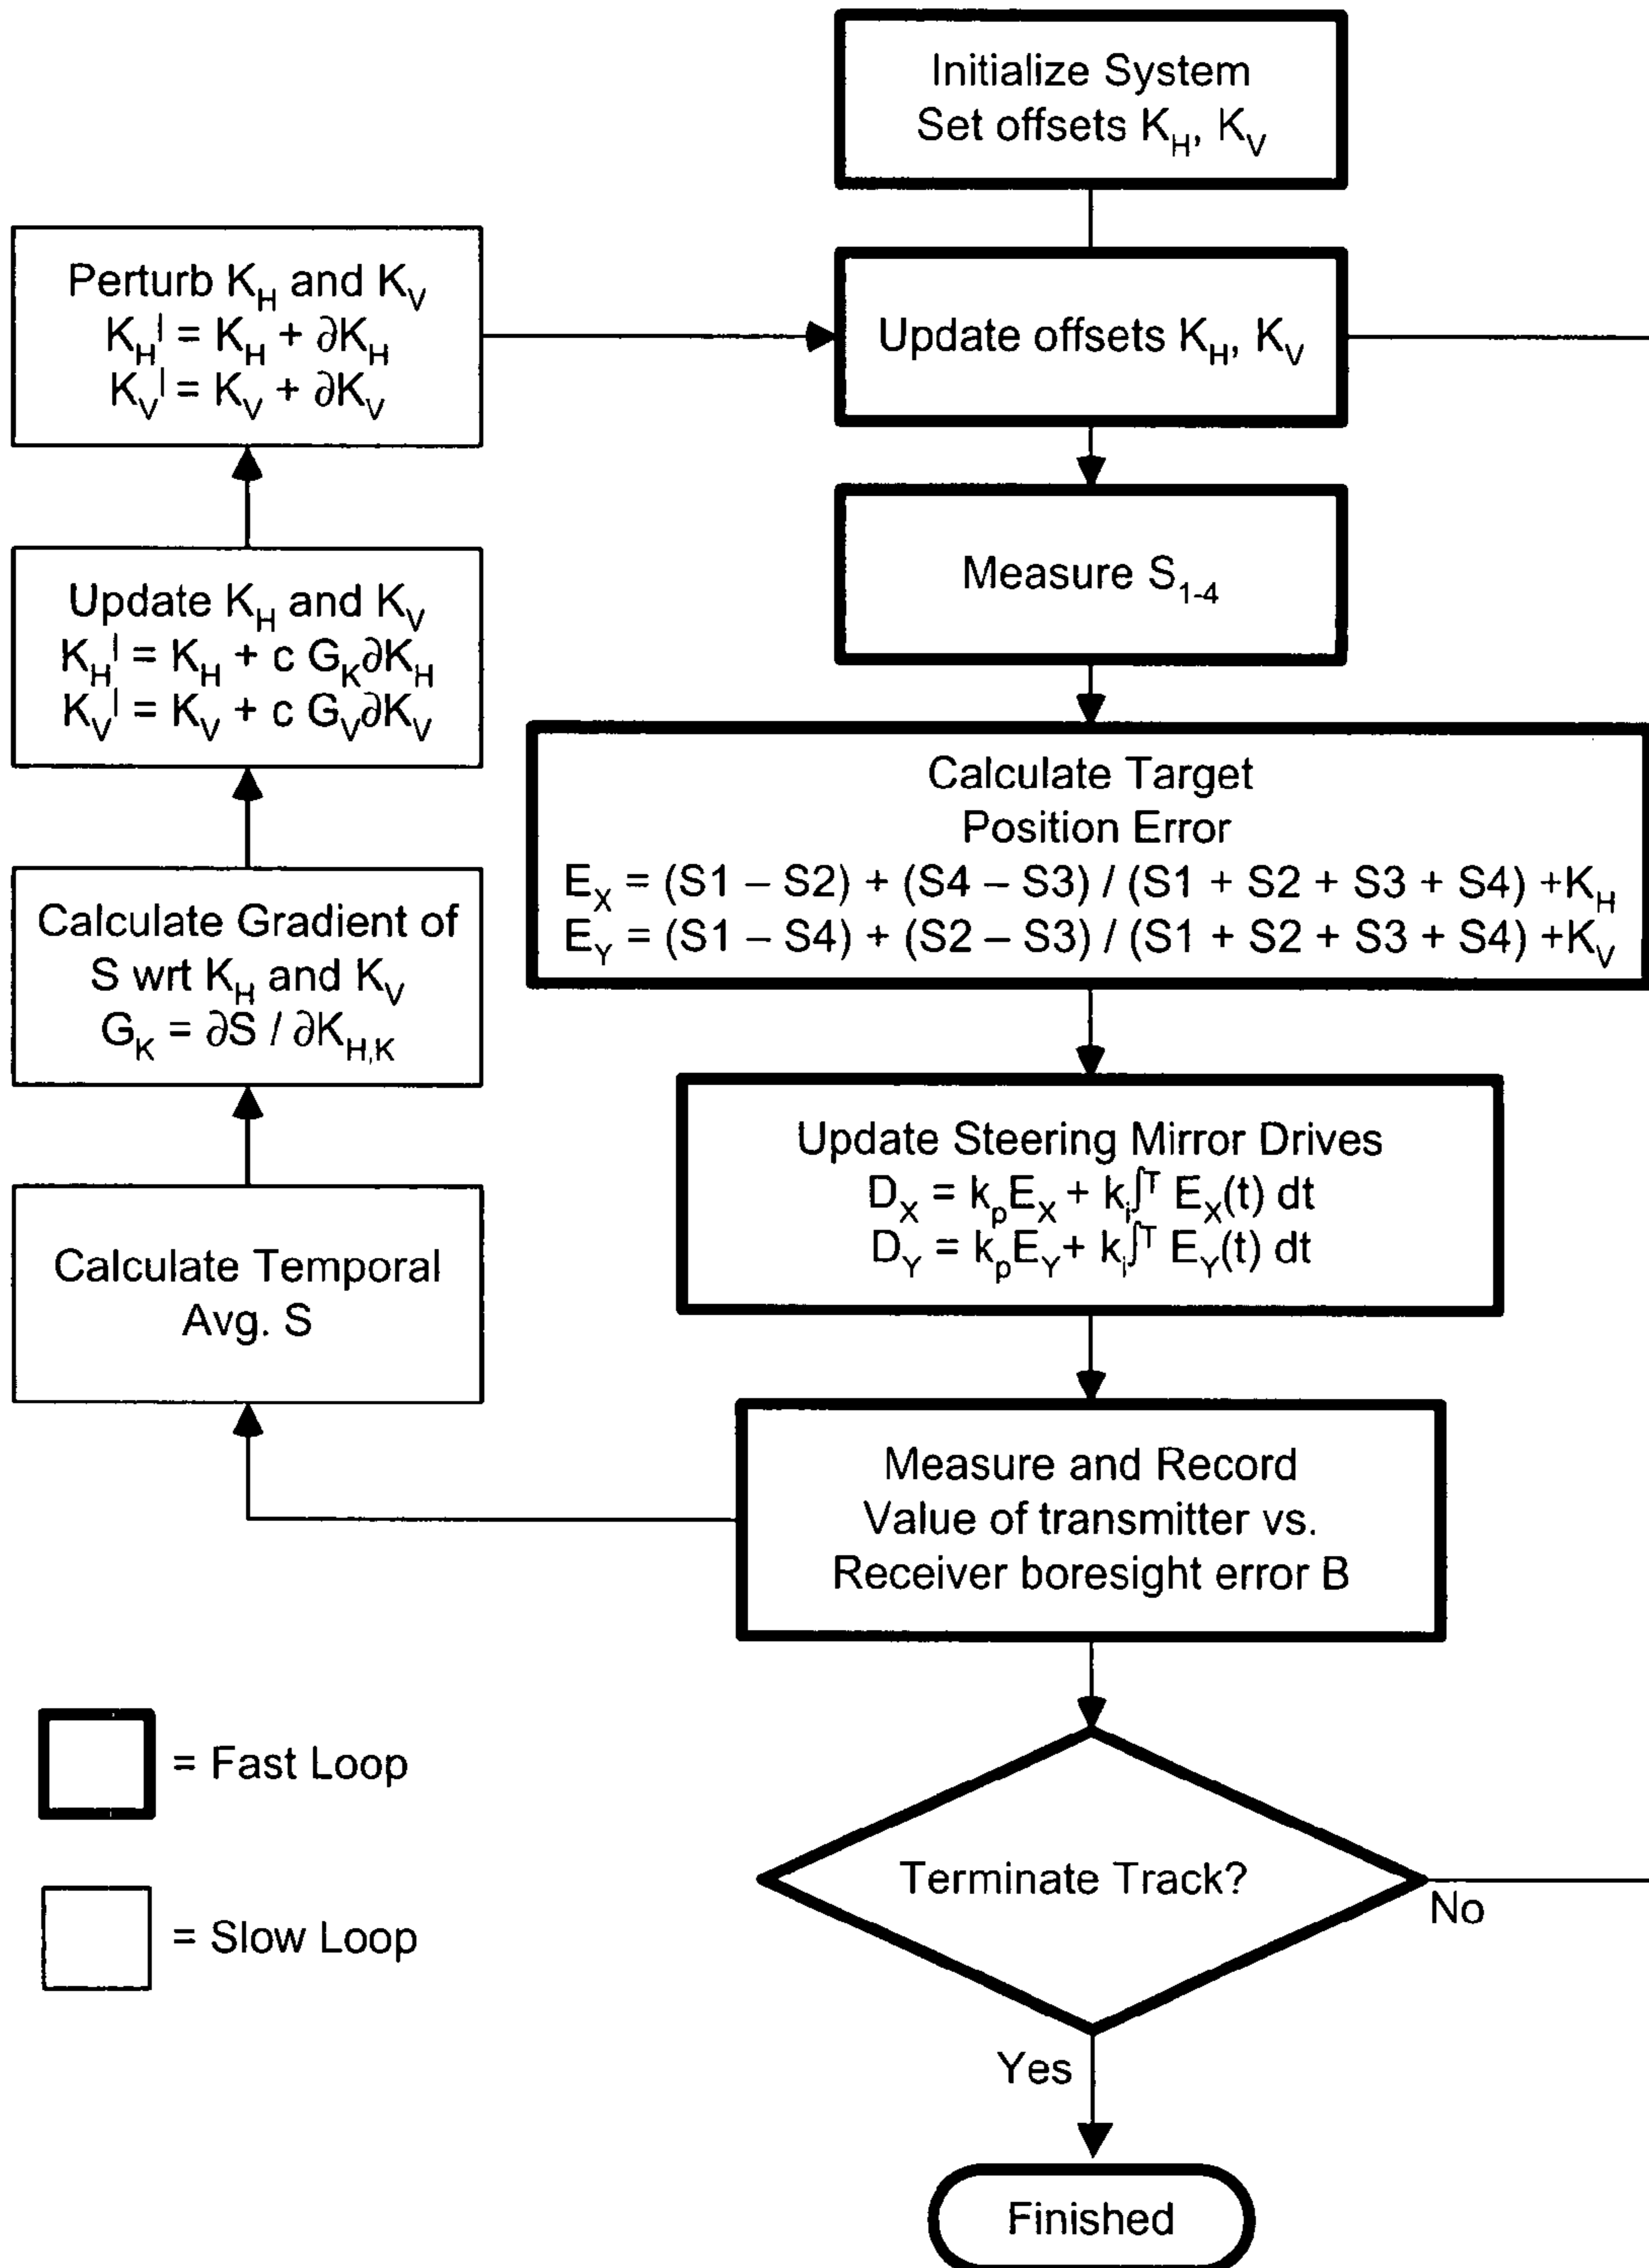 Initialize System
Set offsets K_H, K_V
Update offsets K_H, K_V
Measure S_1-4
Calculate Target
Position Error
E_X = (S1 – S2) + (S4 – S3) / (S1 + S2 + S3 + S4) +K_H
E_Y = (S1 – S4) + (S2 – S3) / (S1 + S2 + S3 + S4) +K_V
Update Steering Mirror Drives
D_X = k_p E_X + k_i ∫^T E_X(t) dt
D_Y = k_p E_Y + k_i ∫^T E_Y(t) dt
Measure and Record
Value of transmitter vs.
Receiver boresight error B
Terminate Track?
No
Yes
Finished
Calculate Temporal
Avg. S
Calculate Gradient of
S wrt K_H and K_V
G_K = ∂S / ∂K_H,K
Update K_H and K_V
K_H^| = K_H + c G_K ∂K_H
K_V^| = K_V + c G_V ∂K_V
Perturb K_H and K_V
K_H^| = K_H + ∂K_H
K_V^| = K_V + ∂K_V
= Fast Loop
= Slow Loop